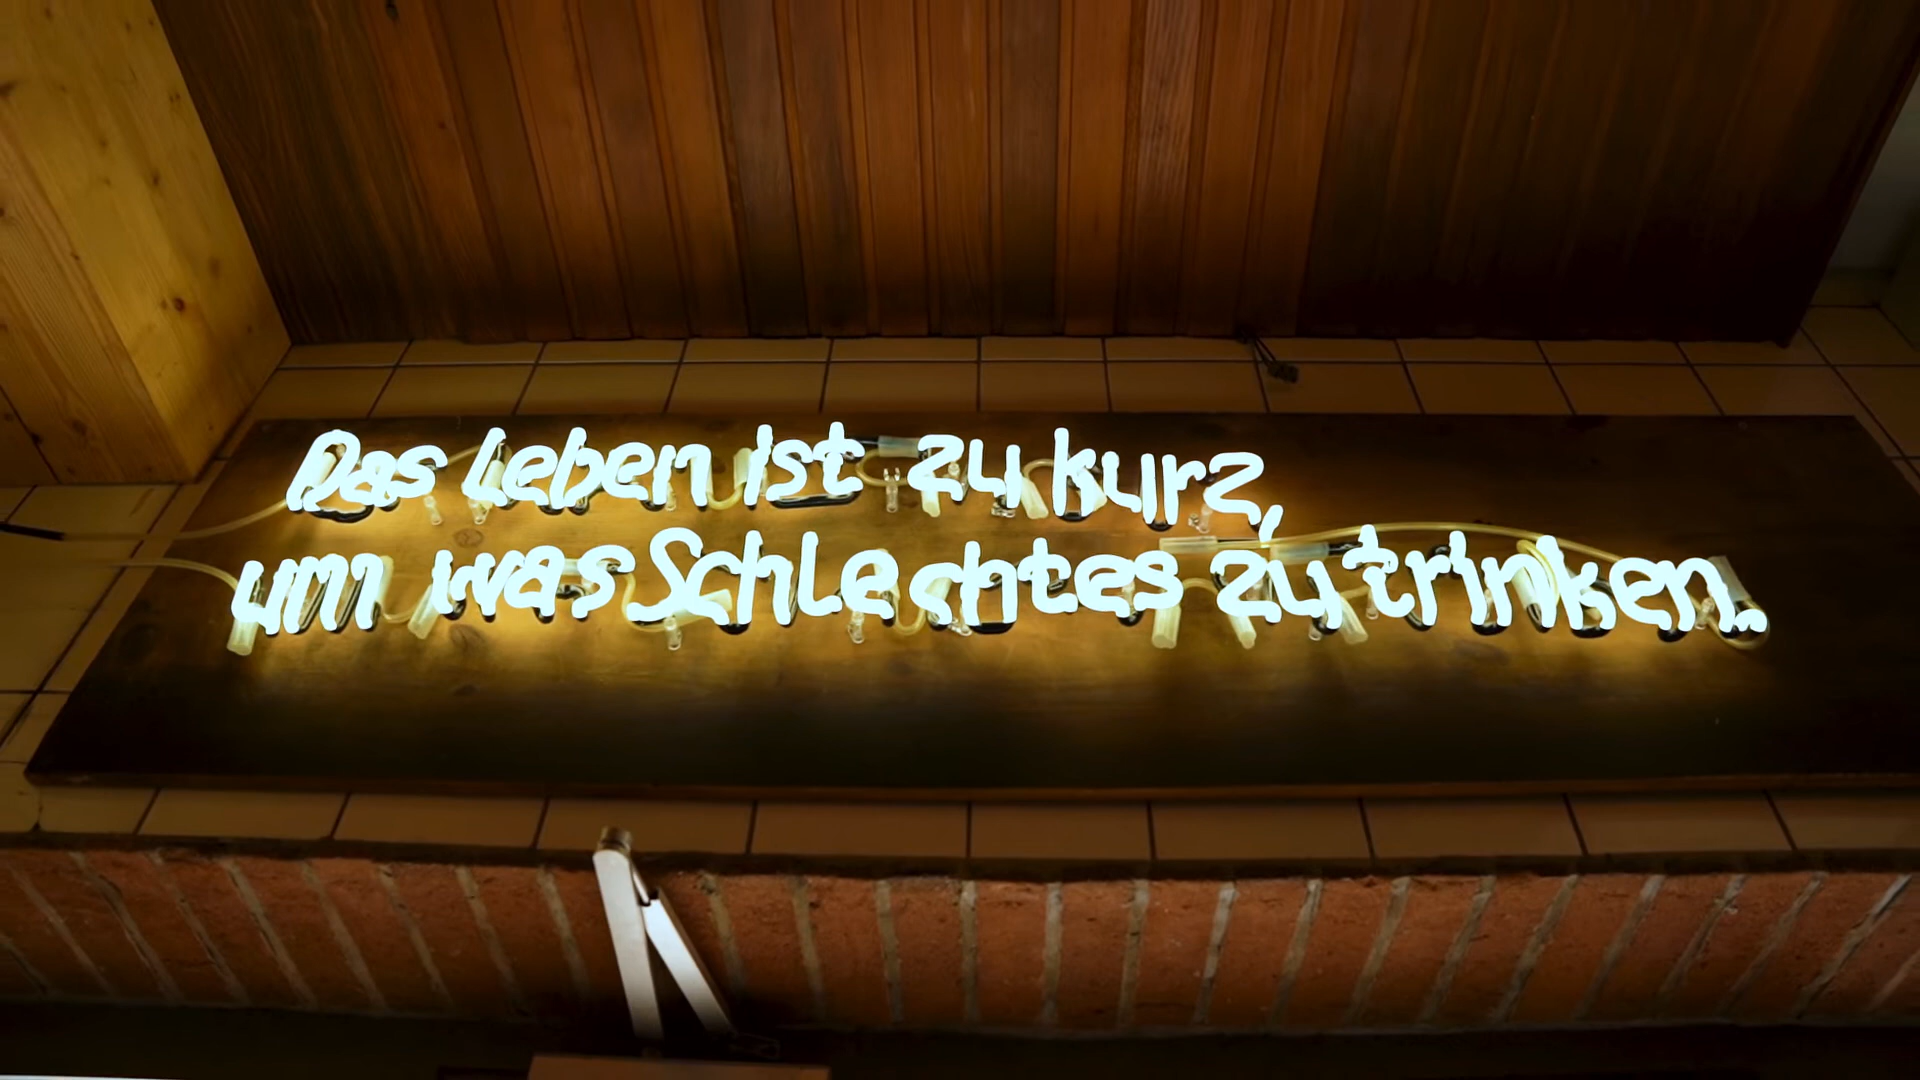 Das Leben ist zu kurz,
um was Schlechtes zu trinken.